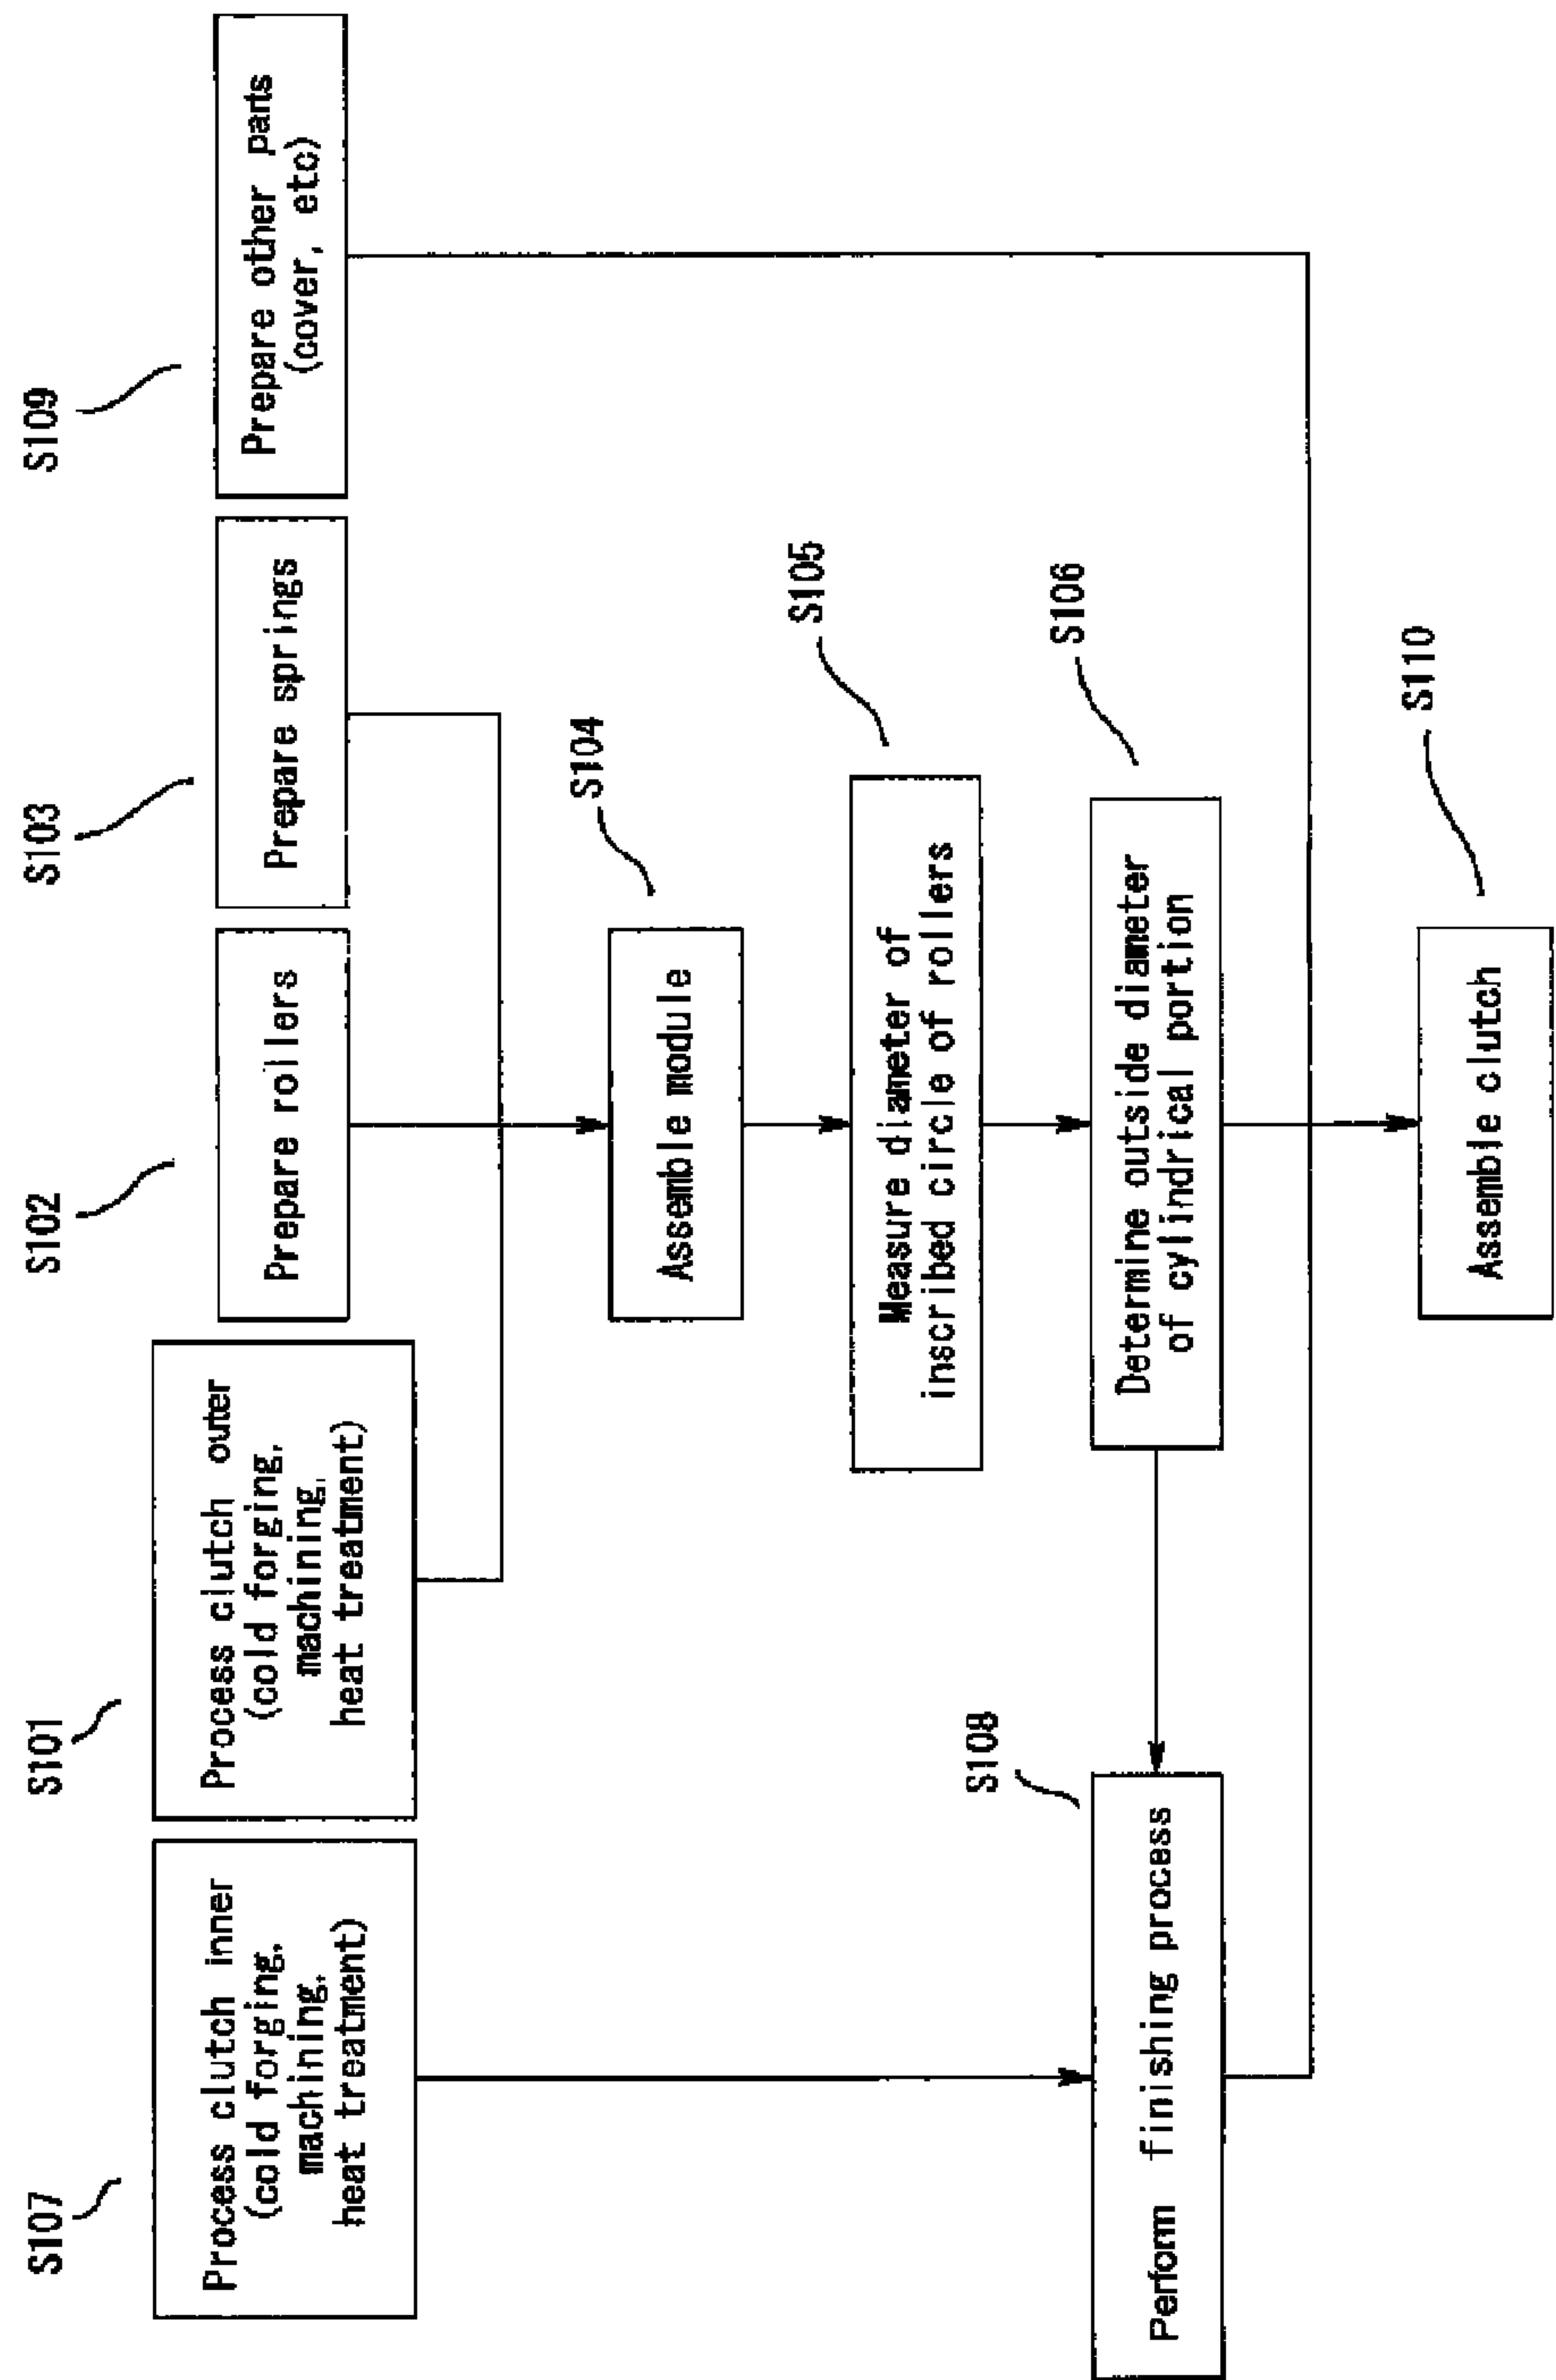 S107
Process clutch inner
(cold forging,
machining,
heat treatment)
S101
Process clutch outer
(cold forging,
machining,
heat treatment)
S102
Prepare rollers
S103
Prepare springs
S109
Prepare other parts
(cover, etc)
S104
Assemble module
S105
Measure diameter of
inscribed circle of rollers
S106
Determine outside diameter
of cylindrical portion
S108
Perfom finishing process
S110
Assemble clutch